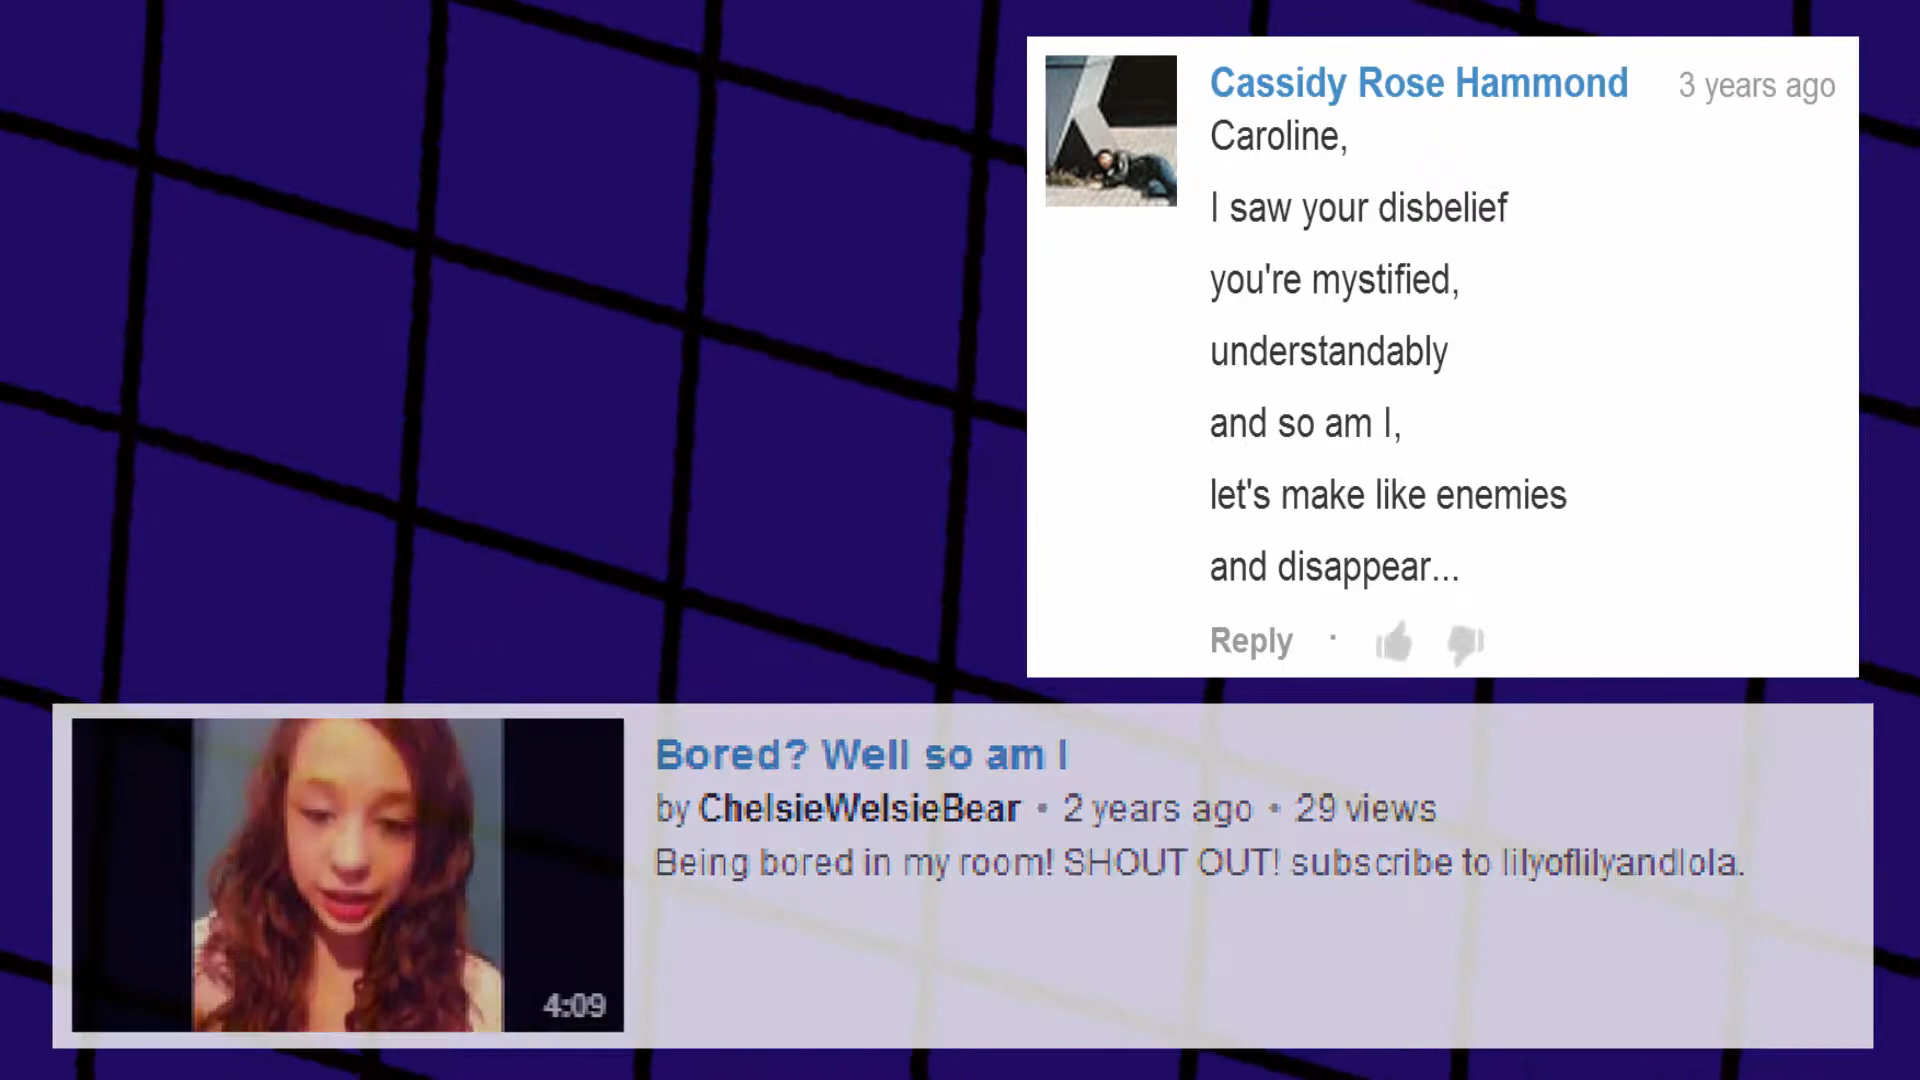 Cassidy Rose Hammond 3 years ago
Caroline,
I saw your disbelief
you're mystified,
understandably
and so am I,
let's make like enemies
and disappear...
Reply ·
Bored? Well so am I
by ChelsieWelsieBear • 2 years ago • 29 views
Being bored in my room! SHOUT OUT! subscribe to lilyoflilyandlola.
4:09